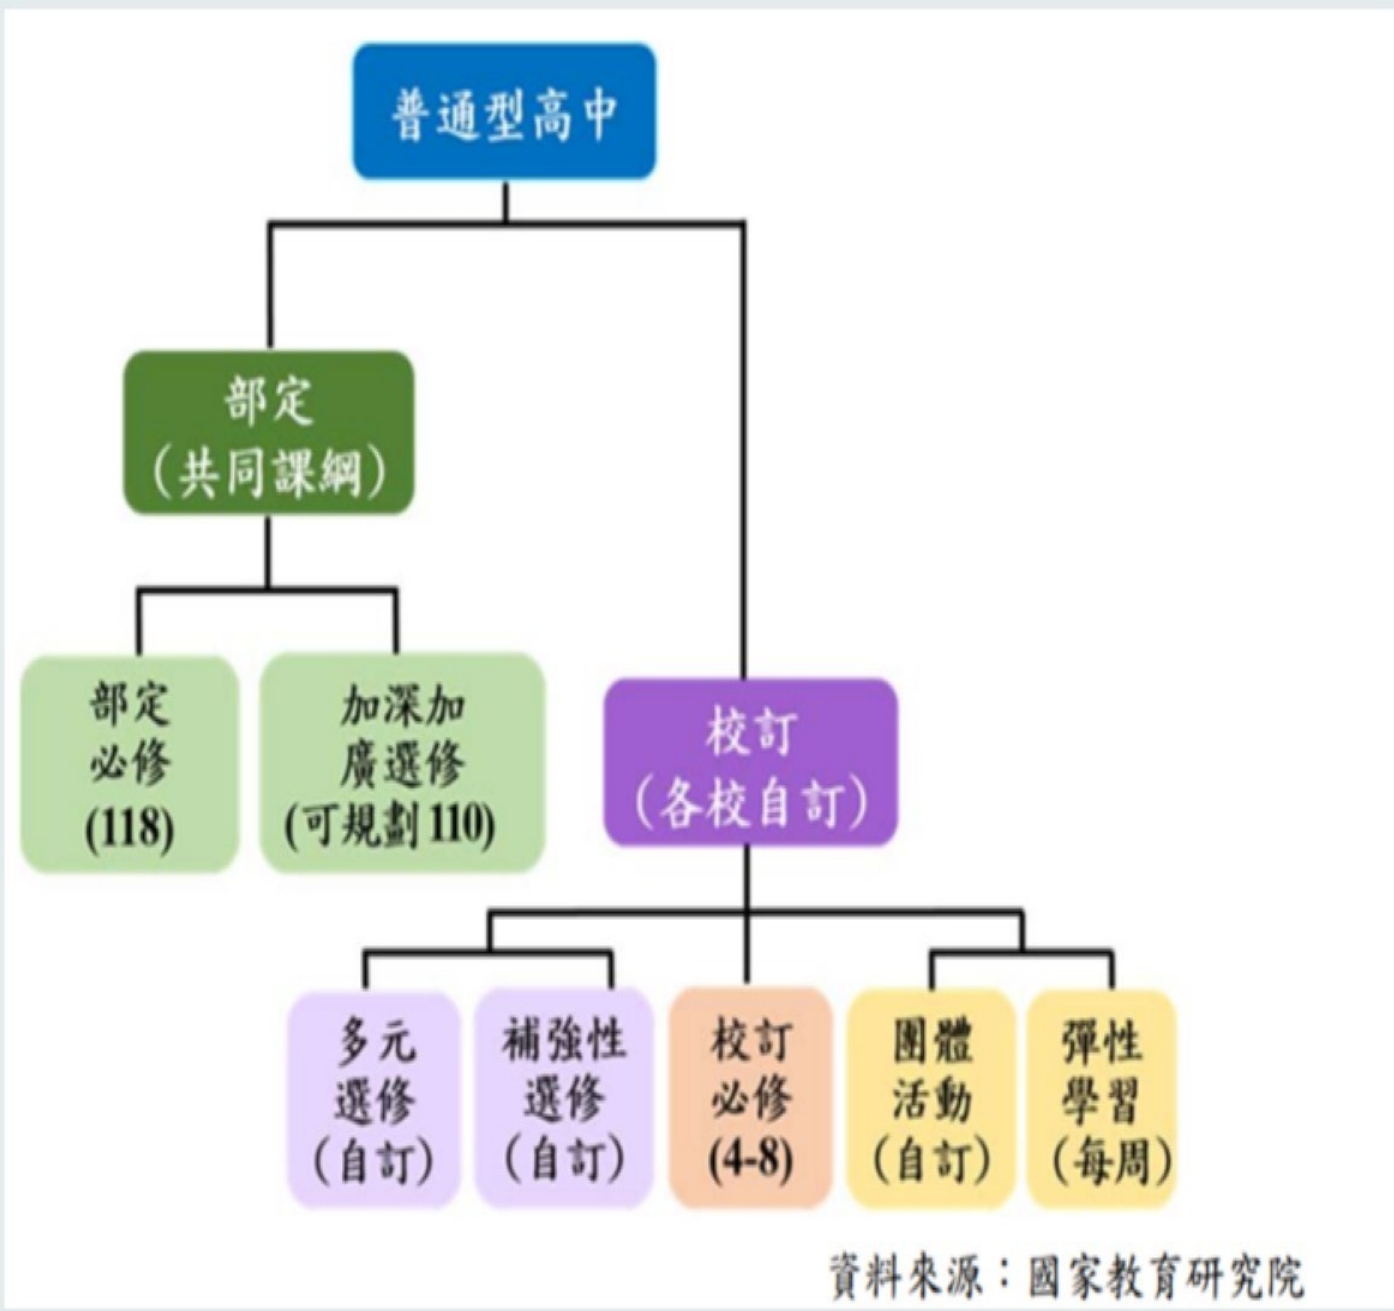 普通型高中
部定
（共同課綱）
部定
必修
(118)
加深加
廣選修
(可規劃110)
校訂
（各校自訂）
多元
選修
（自訂）
補強性
選修
（自訂）
校訂
必修
(4-8)
團體
活動
（自訂）
彈性
學習
（每周）
資料來源：國家教育研究院